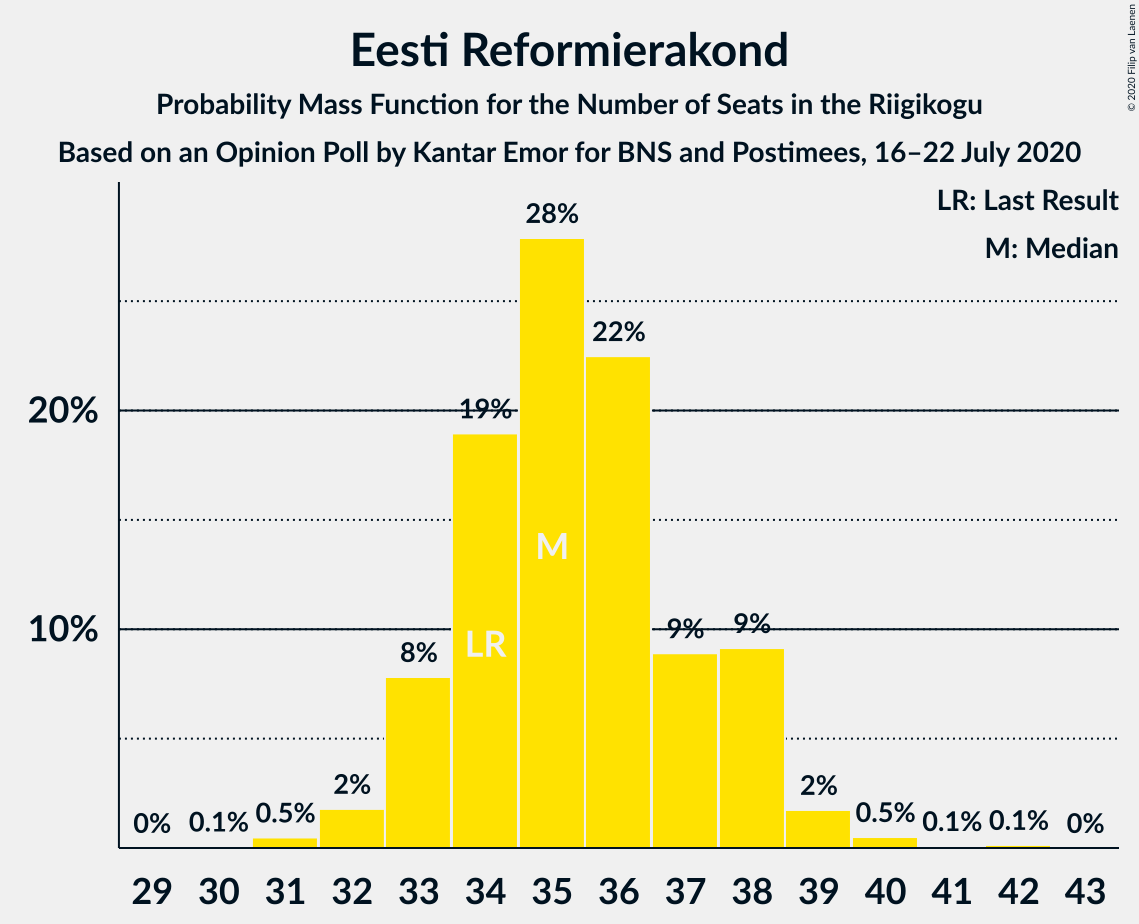 Eesti Reformierakond
Probability Mass Function for the Number of Seats in the Riigikogu
Based on an Opinion Poll by Kantar Emor for BNS and Postimees, 16–22 July 2020
© 2020 Filip van Laenen
LR: Last Result
M: Median
28%
22%
20%
19%
M
10%
9%
9%
LR
8%
2%
2%
0%
0.1%
0.5%
0.5%
0.1%
0.1%
0%
29 30 31 32 33 34 35 36 37 38 39 40 41 42 43